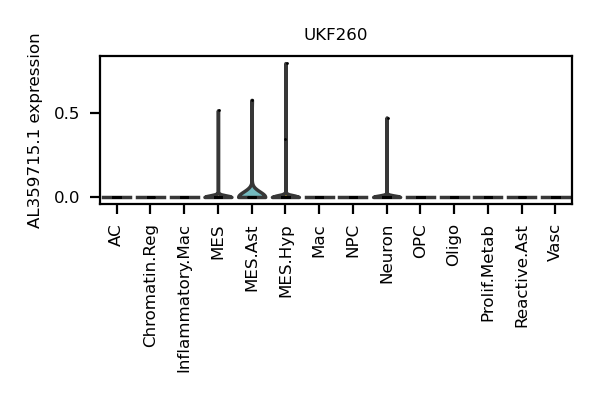 UKF260
AL359715.1 expression
0.5
0.0
AC
Chromatin.Reg
Inflammatory.Mac
MES
MES.Ast
MES.Hyp
Mac
NPC
Neuron
OPC
Oligo
Prolif.Metab
Reactive.Ast
Vasc